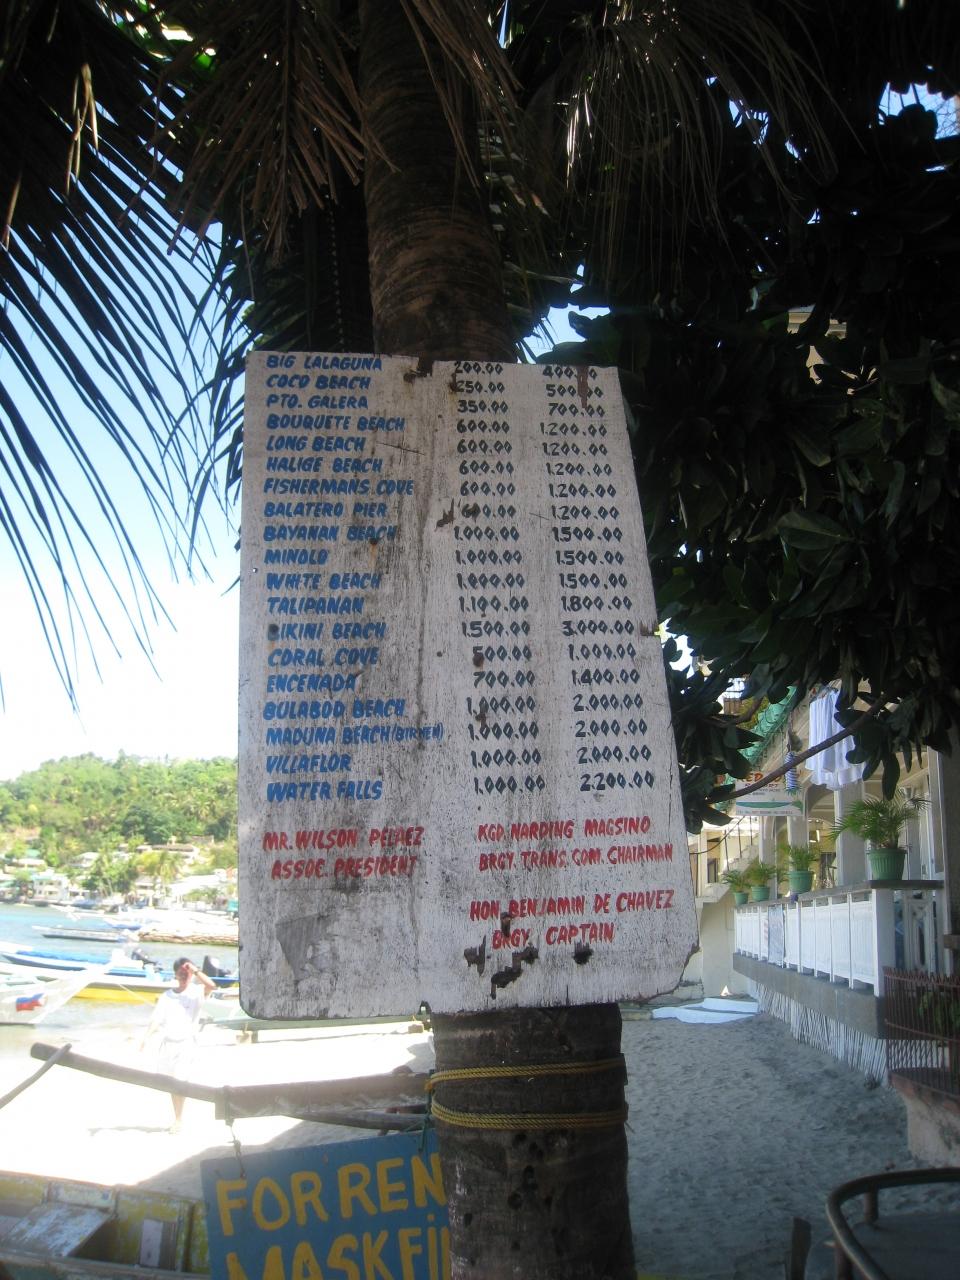 BIG LALAGUNA 200.00 400.00
COCO BEACH 250.00 500.00
PTO. GALERA 350.00 700.00
BOUQUETE BEACH 600.00 1.200.00
LONG BEACH 600.00 1.200.00
HALIGE BEACH 600.00 1.200.00
FISHERMANS COVE 600.00 1.200.00
BALATERO PIER 600.00 1.200.00
BAYANAN BEACH 1.000.00 1.500.00
MINOLO 1.000.00 1.500.00
WHITE BEACH 1.000.00 1.500.00
TALIPANAN 1.100.00 1.800.00
BIKINI BEACH 1.500.00 3.000.00
CORAL COVE 500.00 1.000.00
ENCENADA 700.00 1.400.00
BULABOD BEACH 1.000.00 2.000.00
MADUNA BEACH 1.000.00 2.000.00
VILLAFLOR 1.000.00 2.000.00
WATER FALLS 1.000.00 2.200.00
MR. WILSON PELAEZ
ASSOC. PRESIDENT
KGD. NARDING MAGSINO
BRGY. TRANS. COM. CHAIRMAN
HON. BENJAMIN DE CHAVEZ
BRGY. CAPTAIN
FOR REN
MASK FI